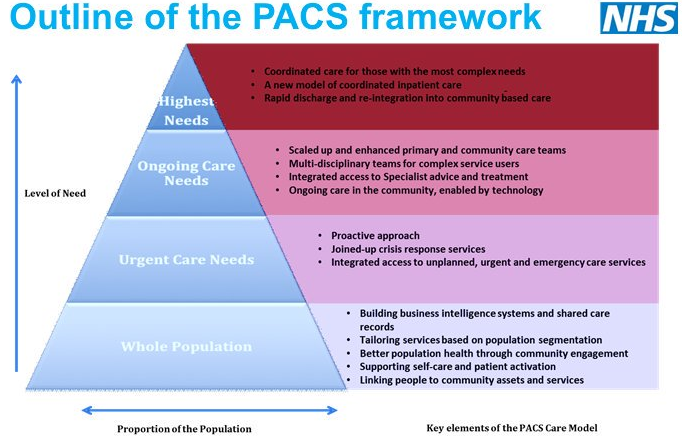 Outline of the PACS framework
NHS
Highest
Needs
• Coordinated care for those with the most complex needs
• A new model of coordinated inpatient care
• Rapid discharge and re-integration into community based care
Ongoing Care
Needs
• Scaled up and enhanced primary and community care teams
• Multi-disciplinary teams for complex service users
• Integrated access to Specialist advice and treatment
• Ongoing care in the community, enabled by technology
Level of Need
Urgent Care Needs
• Proactive approach
• Joined-up crisis response services
• Integrated access to unplanned, urgent and emergency care services
Whole Population
• Building business intelligence systems and shared care
records
• Tailoring services based on population segmentation
• Better population health through community engagement
• Supporting self-care and patient activation
• Linking people to community assets and services
Proportion of the Population
Key elements of the PACS Care Model